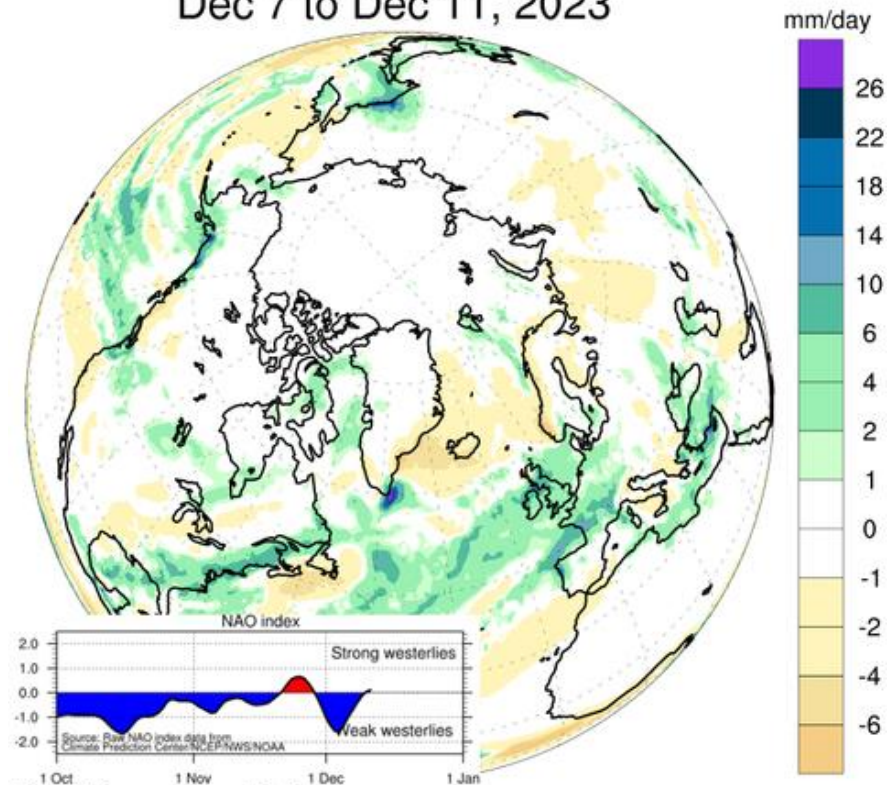 Dec 7 to Dec 11, 2023
mm/day
26
22
18
14
10
6
4
2
1
0
-1
-2
-4
-6
NAO index
2.0
1.0
0.0
-1.0
-2.0
Strong westerlies
Weak westerlies
Source: Raw NAO index data from
Climate Prediction Center/NCEP/NWS/NOAA
1 Oct
1 Nov
1 Dec
1 Jan